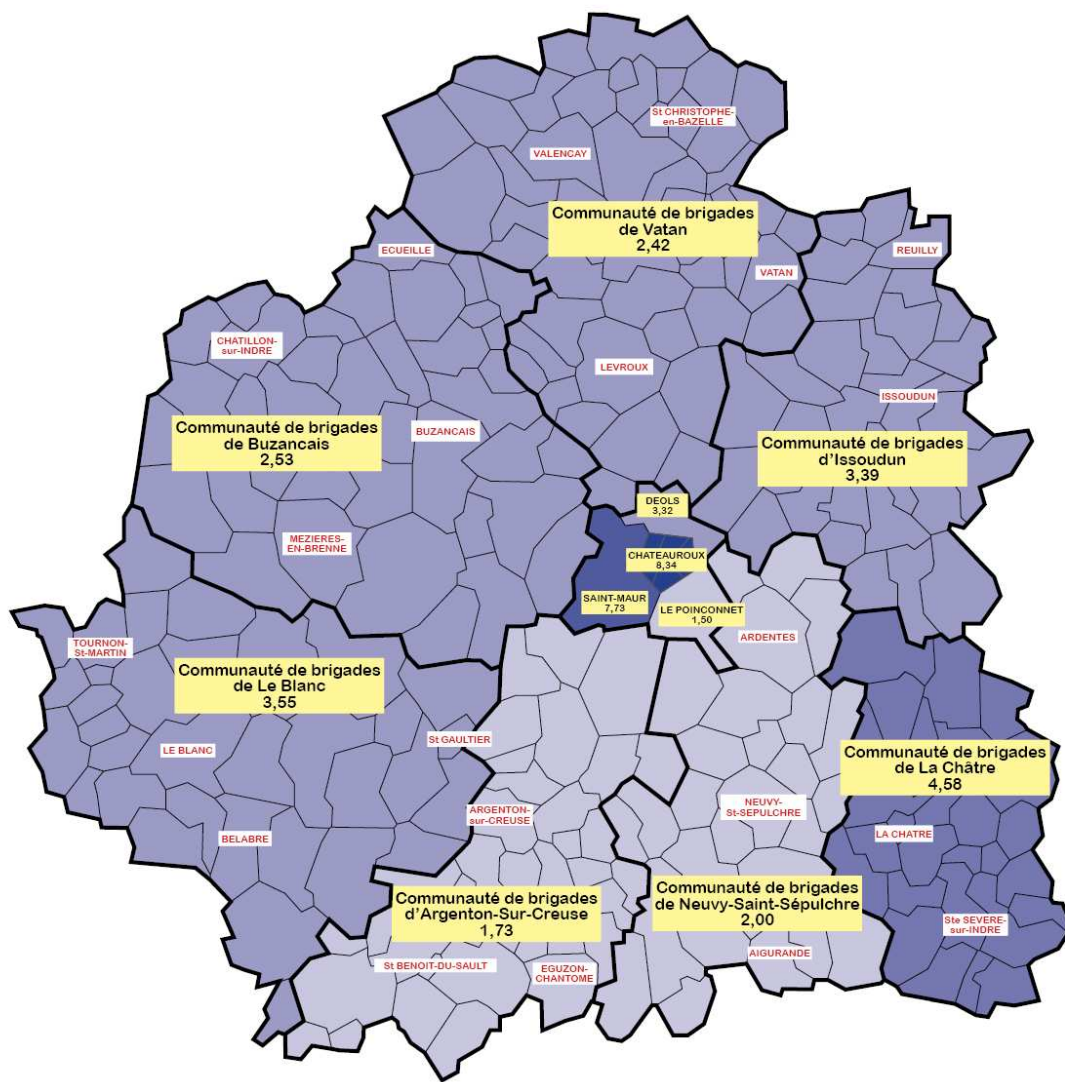 St CHRISTOPHE-
en-BAZELLE
VALENCAY
Communauté de brigades
de Vatan
2,42
ECUEILLE
REUILLY
VATAN
CHATILLON-
sur-INDRE
LEVROUX
ISSOUDUN
Communauté de brigades
de Buzancais
2,53
BUZANCAIS
Communauté de brigades
d'Issoudun
3,39
DEOLS
3,32
MEZIERES-
EN-BRENNE
CHATEAUROUX
8,34
SAINT-MAUR
7,73
LE POINCONNET
1,50
ARDENTES
TOURNON-
St-MARTIN
Communauté de brigades
de Le Blanc
3,55
St GAULTIER
LE BLANC
Communauté de brigades
de La Châtre
4,58
ARGENTON-
sur-CREUSE
NEUVY-
St-SEPULCHRE
LA CHATRE
BELABRE
Communauté de brigades
d'Argenton-Sur-Creuse
1,73
Communauté de brigades
de Neuvy-Saint-Sépulchre
2,00
Ste SEVERE-
sur-INDRE
AIGURANDE
St BENOIT-DU-SAULT
EGUZON-
CHANTOME